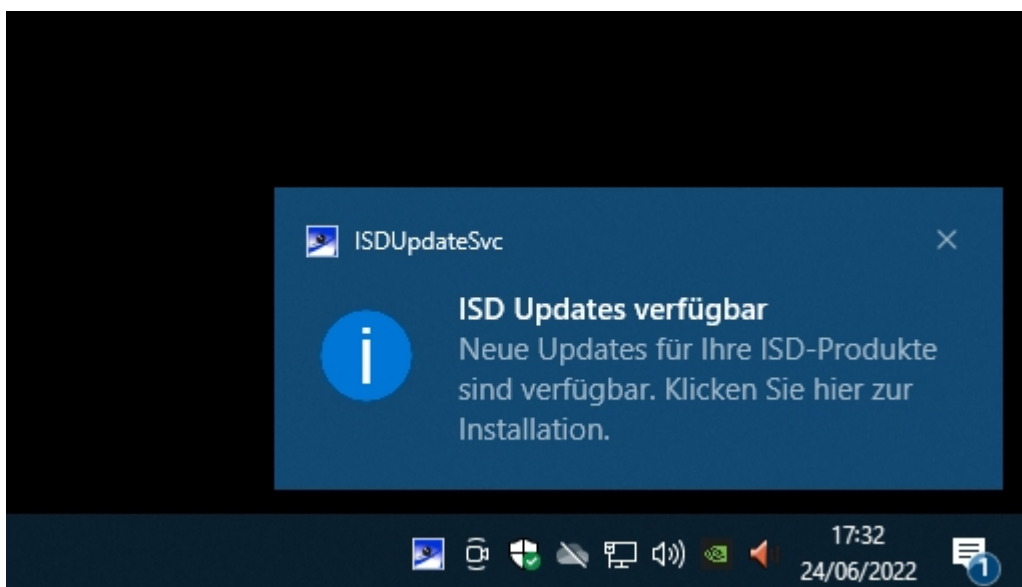 ISDUpdateSvc
ISD Updates verfügbar
Neue Updates für Ihre ISD-Produkte
sind verfügbar. Klicken Sie hier zur
Installation.
17:32
24/06/2022
1